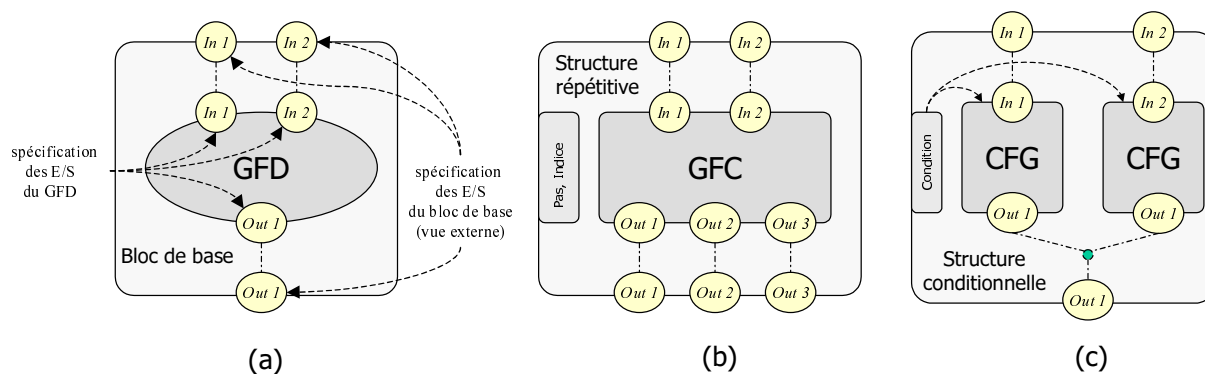 In 1
In 2
In 1
In 2
spécification
des E/S
du GFD
GFD
spécification
des E/S
du bloc de base
(vue externe)
Out 1
Bloc de base
Out 1
(a)
In 1
In 2
Structure
répétitive
In 1
In 2
Pas, Indice
GFC
Out 1
Out 2
Out 3
Out 1
Out 2
Out 3
(b)
In 1
In 2
In 1
In 2
Condition
CFG
CFG
Out 1
Out 1
Structure
conditionnelle
Out 1
(c)